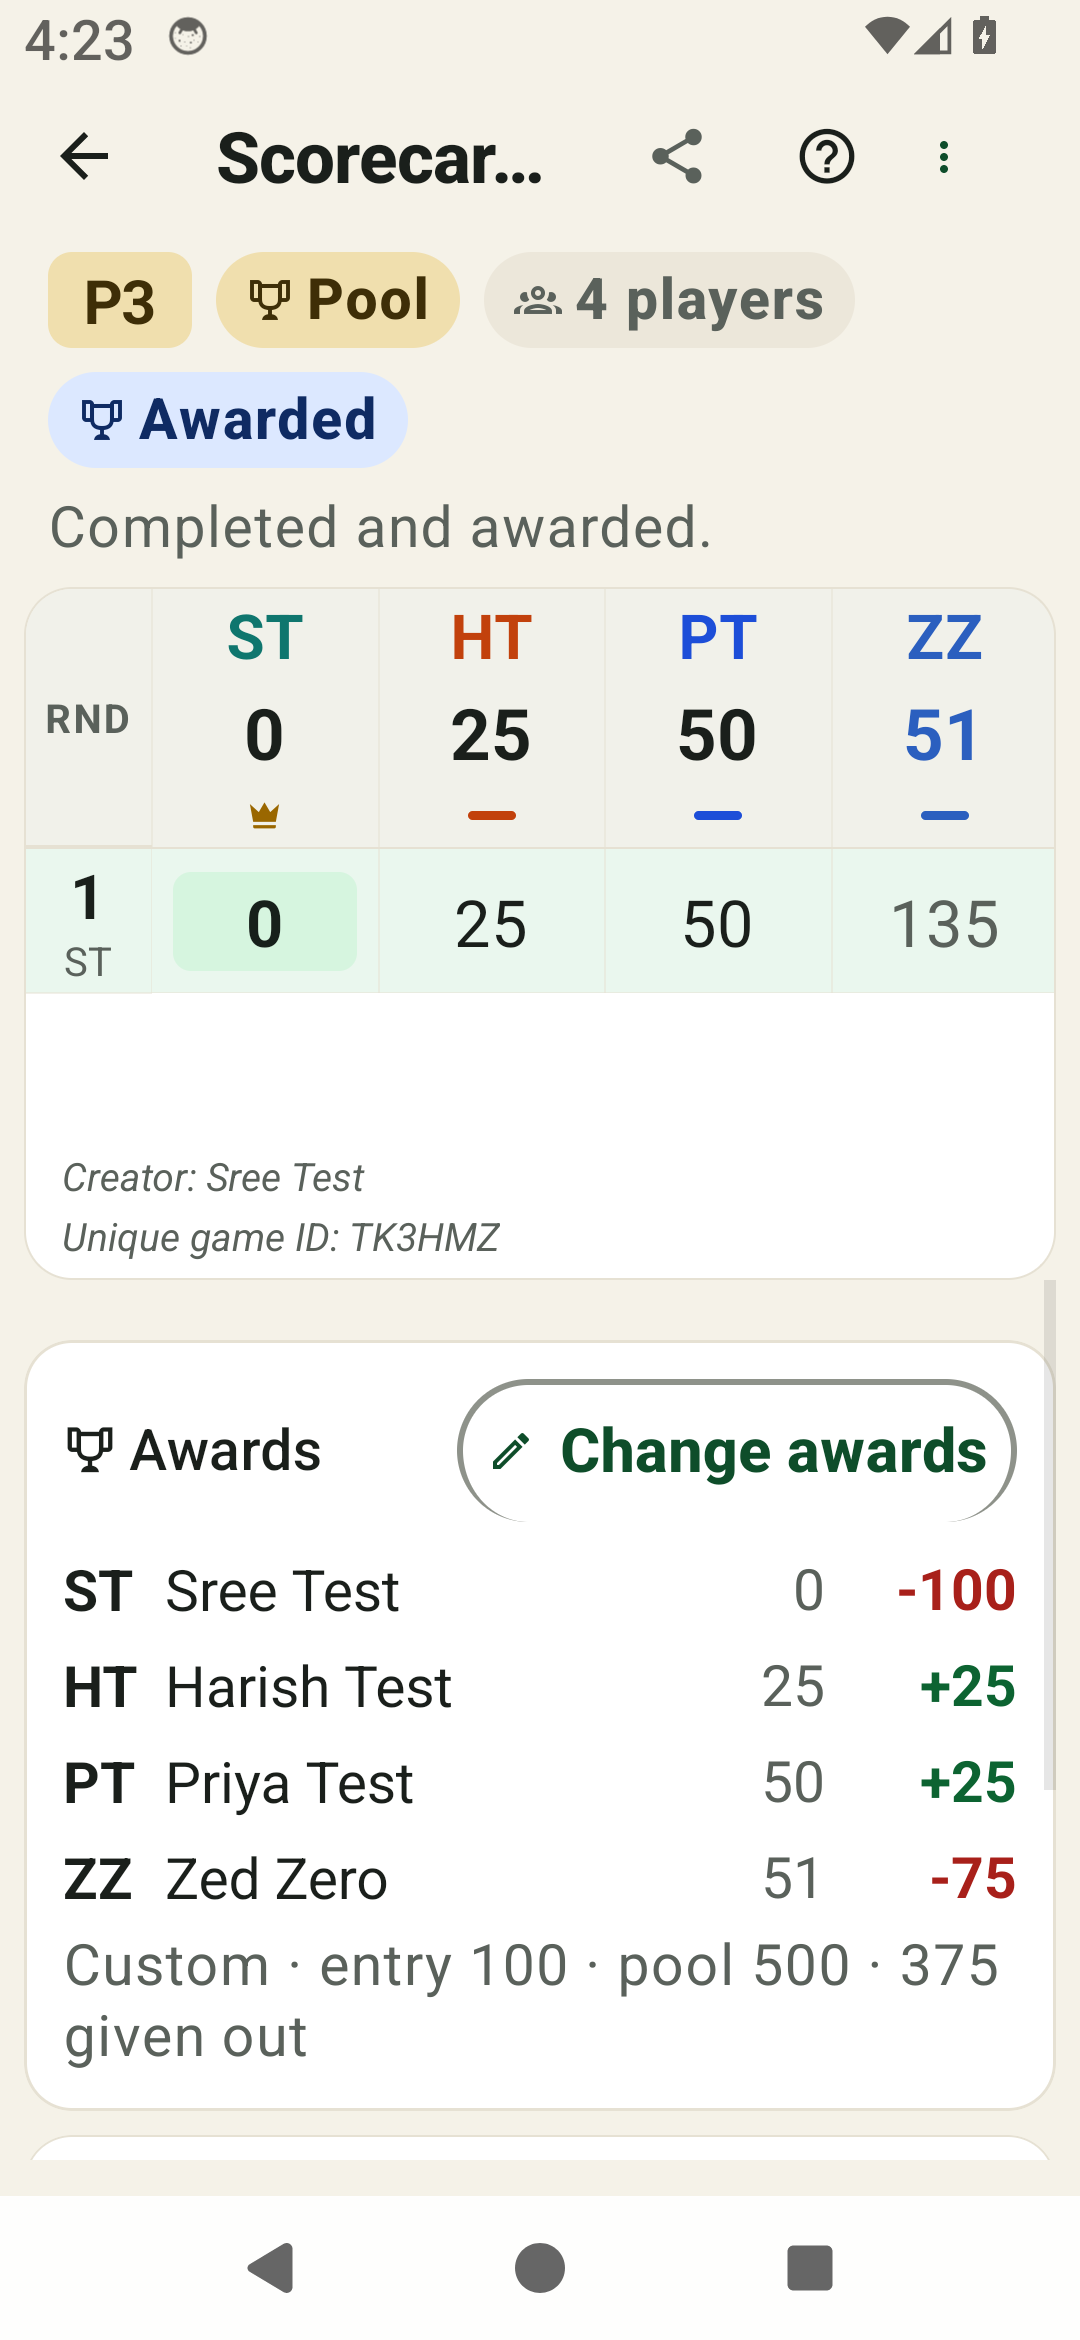 4:23
Scorecar...
P3 Pool 4 players
Awarded
Completed and awarded.
RND ST HT PT ZZ
0 25 50 51
1 0 25 50 135
ST
Creator: Sree Test
Unique game ID: TK3HMZ
Awards Change awards
ST Sree Test 0 -100
HT Harish Test 25 +25
PT Priya Test 50 +25
ZZ Zed Zero 51 -75
Custom · entry 100 · pool 500 · 375
given out